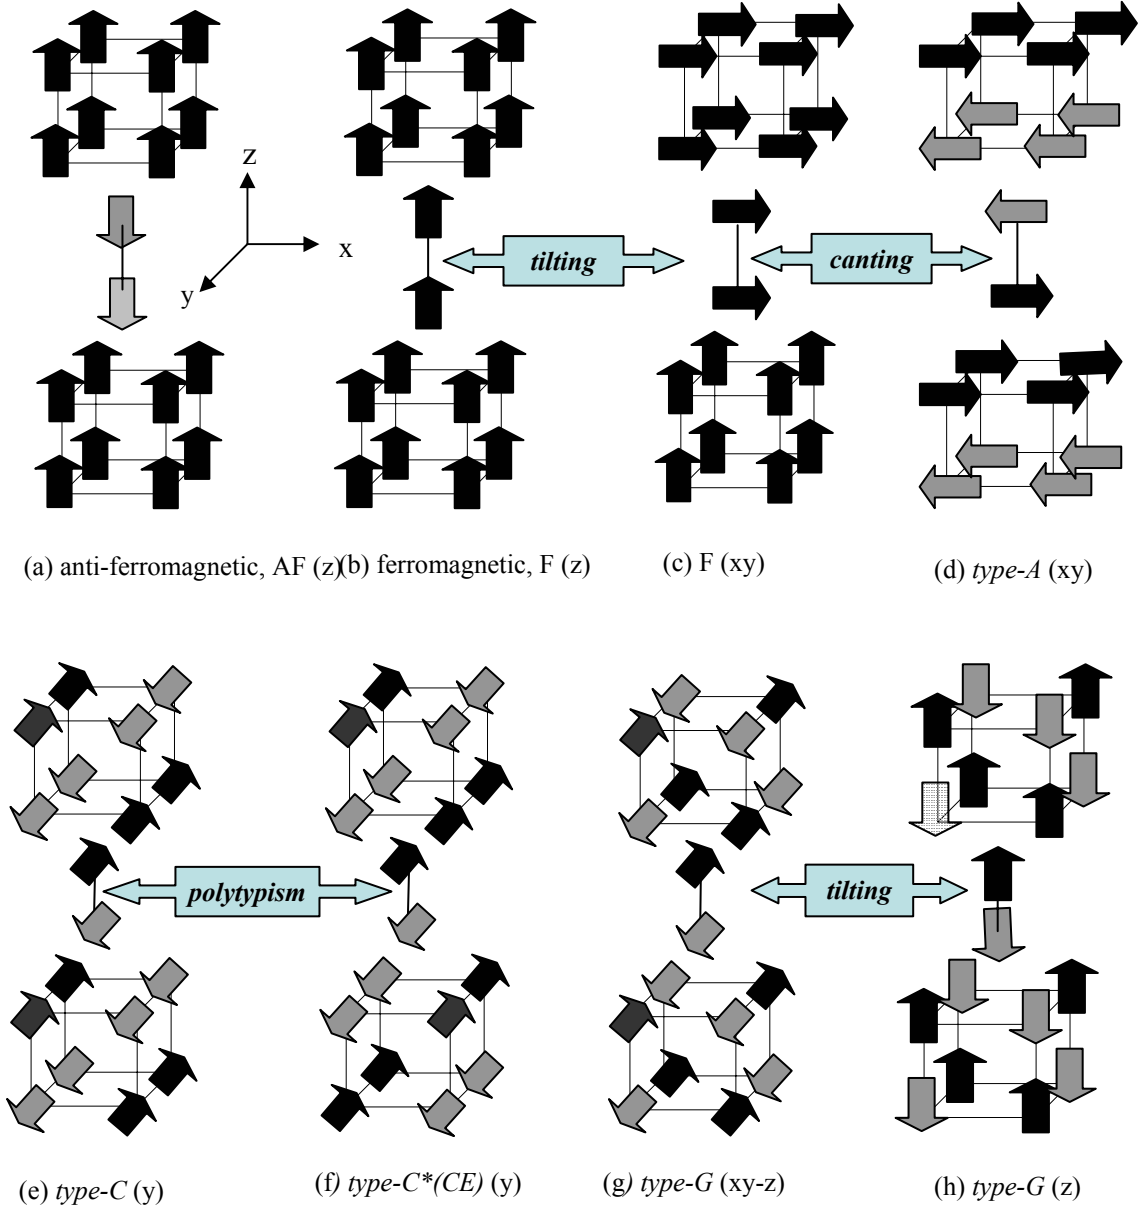 z
x
y
tilting
canting
(a) anti-ferromagnetic, AF (z)
(b) ferromagnetic, F (z)
(c) F (xy)
(d) type-A (xy)
polytypism
tilting
(e) type-C (y)
(f) type-C*(CE) (y)
(g) type-G (xy-z)
(h) type-G (z)